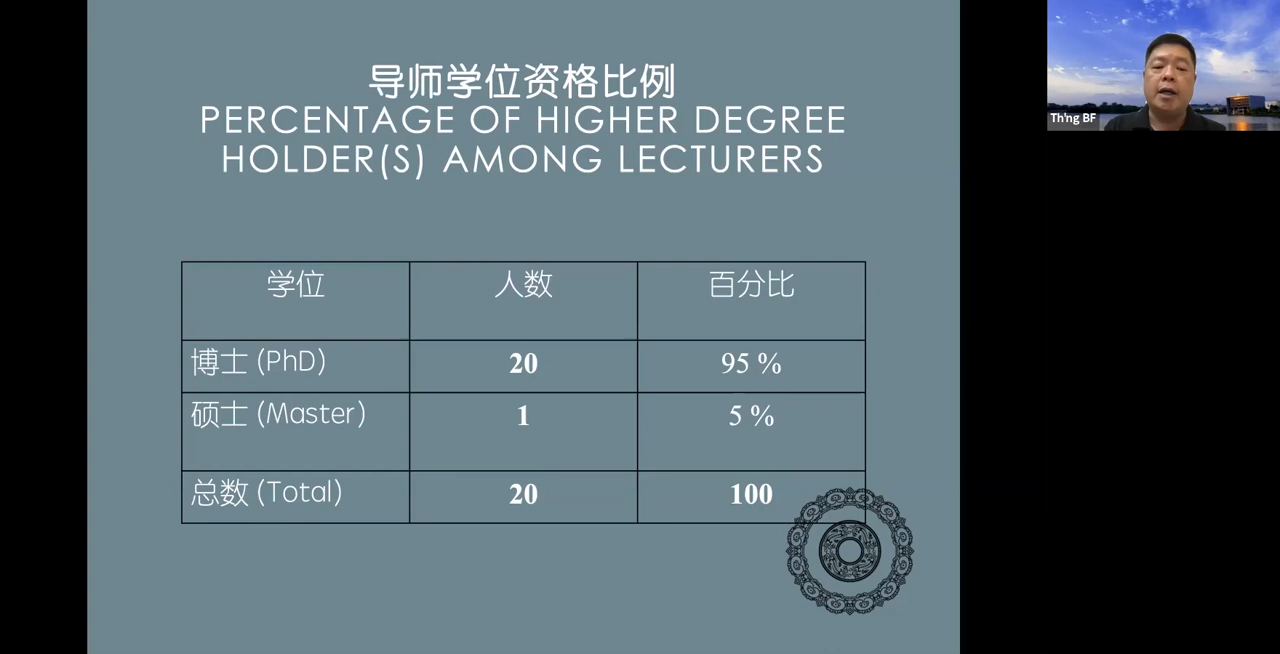 导师学位资格比例
PERCENTAGE OF HIGHER DEGREE
HOLDER(S) AMONG LECTURERS
学位 人数 百分比
博士 (PhD) 20 95 %
硕士 (Master) 1 5 %
总数 (Total) 20 100
Th'ng BF